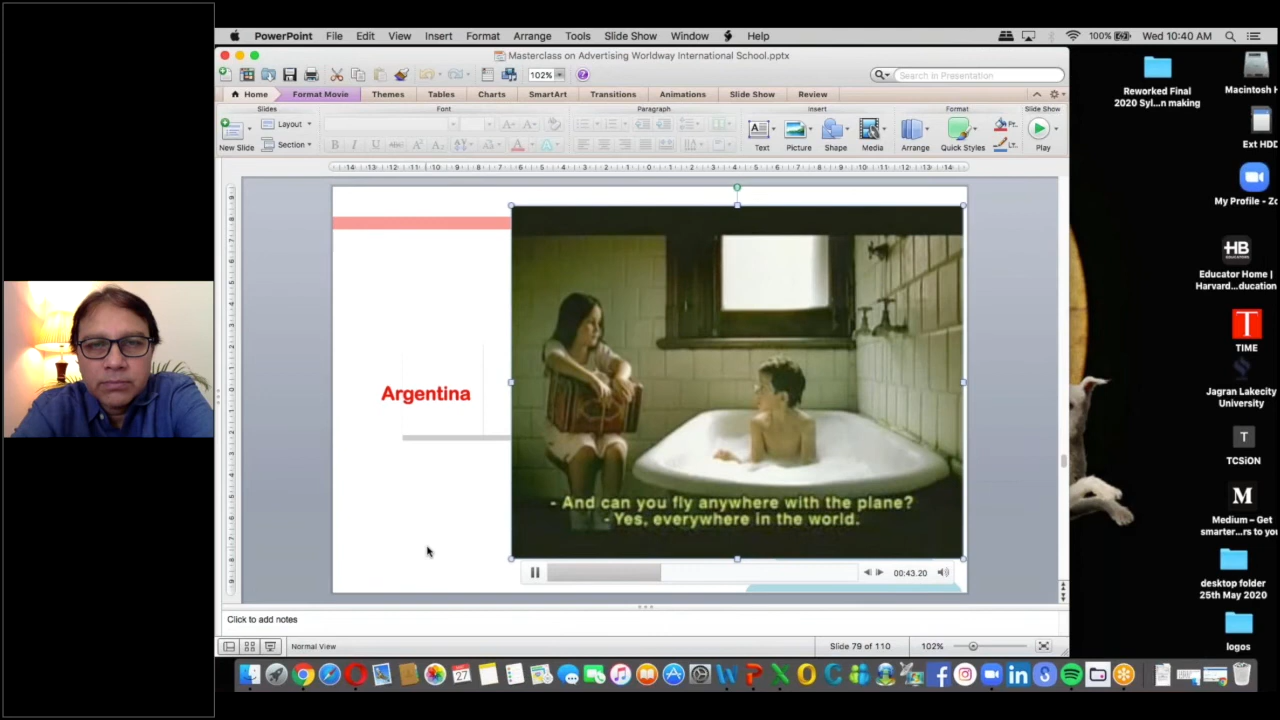 PowerPoint File Edit View Insert Format Arrange Tools Slide Show Window Help
100% Wed 10:40 AM
Masterclass on Advertising Worldway International School.pptx
102%
Search in Presentation
Home Format Movie Themes Tables Charts SmartArt Transitions Animations Slide Show Review
Slides Font Paragraph Insert Format Slide Show
Layout
Section
New Slide
Text Picture Shape Media Arrange Quick Styles Play
Argentina
- And can you fly anywhere with the plane?
- Yes, everywhere in the world.
00:43.20
Click to add notes
Normal View
Slide 79 of 110
102%
Reworked Final
2020 Syl...n making
Macintosh H
Ext HDD
My Profile - Zo
HB
EDUCATORS
Educator Home |
Harvard...ducation
T
TIME
Jagran Lakecity
University
T
TCSiON
M
Medium – Get
smarter...rs to you
desktop folder
25th May 2020
logos